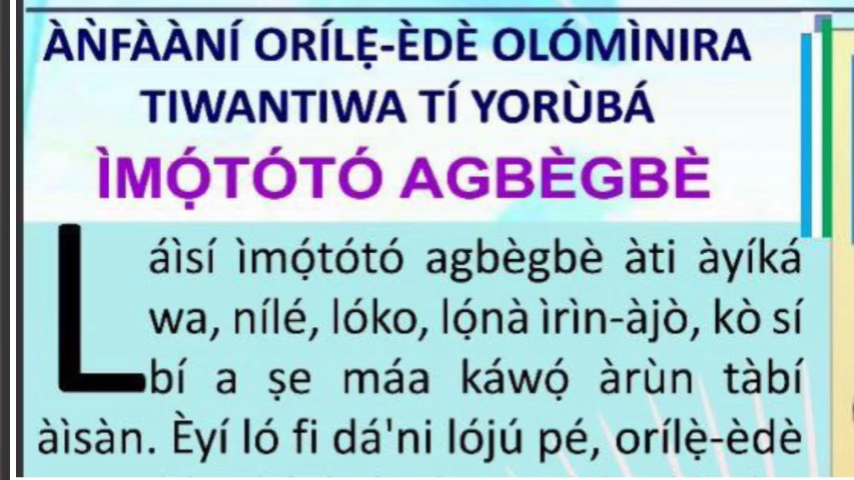 ÀǸFÀÀNÍ ORÍLẸ̀-ÈDÈ OLÓMÌNIRA
TIWANTIWA TÍ YORÙBÁ
ÌMỌ́TÓTÓ AGBÈGBÈ
Láìsí ìmọ́tótó agbègbè àti àyíká
wa, nílé, lóko, lọ́nà ìrìn-àjò, kò sí
bí a ṣe máa káwọ́ àrùn tàbí
àìsàn. Èyí ló fi dá'ni lójú pé, orílẹ̀-èdè